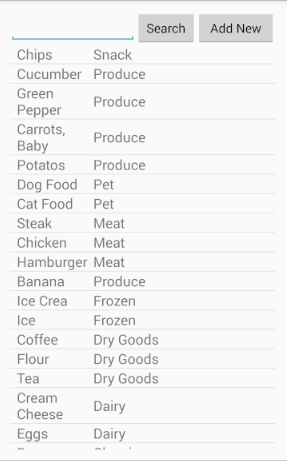 Search Add New
Chips Snack
Cucumber Produce
Green
Pepper Produce
Carrots,
Baby Produce
Potatos Produce
Dog Food Pet
Cat Food Pet
Steak Meat
Chicken Meat
Hamburger Meat
Banana Produce
Ice Crea Frozen
Ice Frozen
Coffee Dry Goods
Flour Dry Goods
Tea Dry Goods
Cream
Cheese Dairy
Eggs Dairy